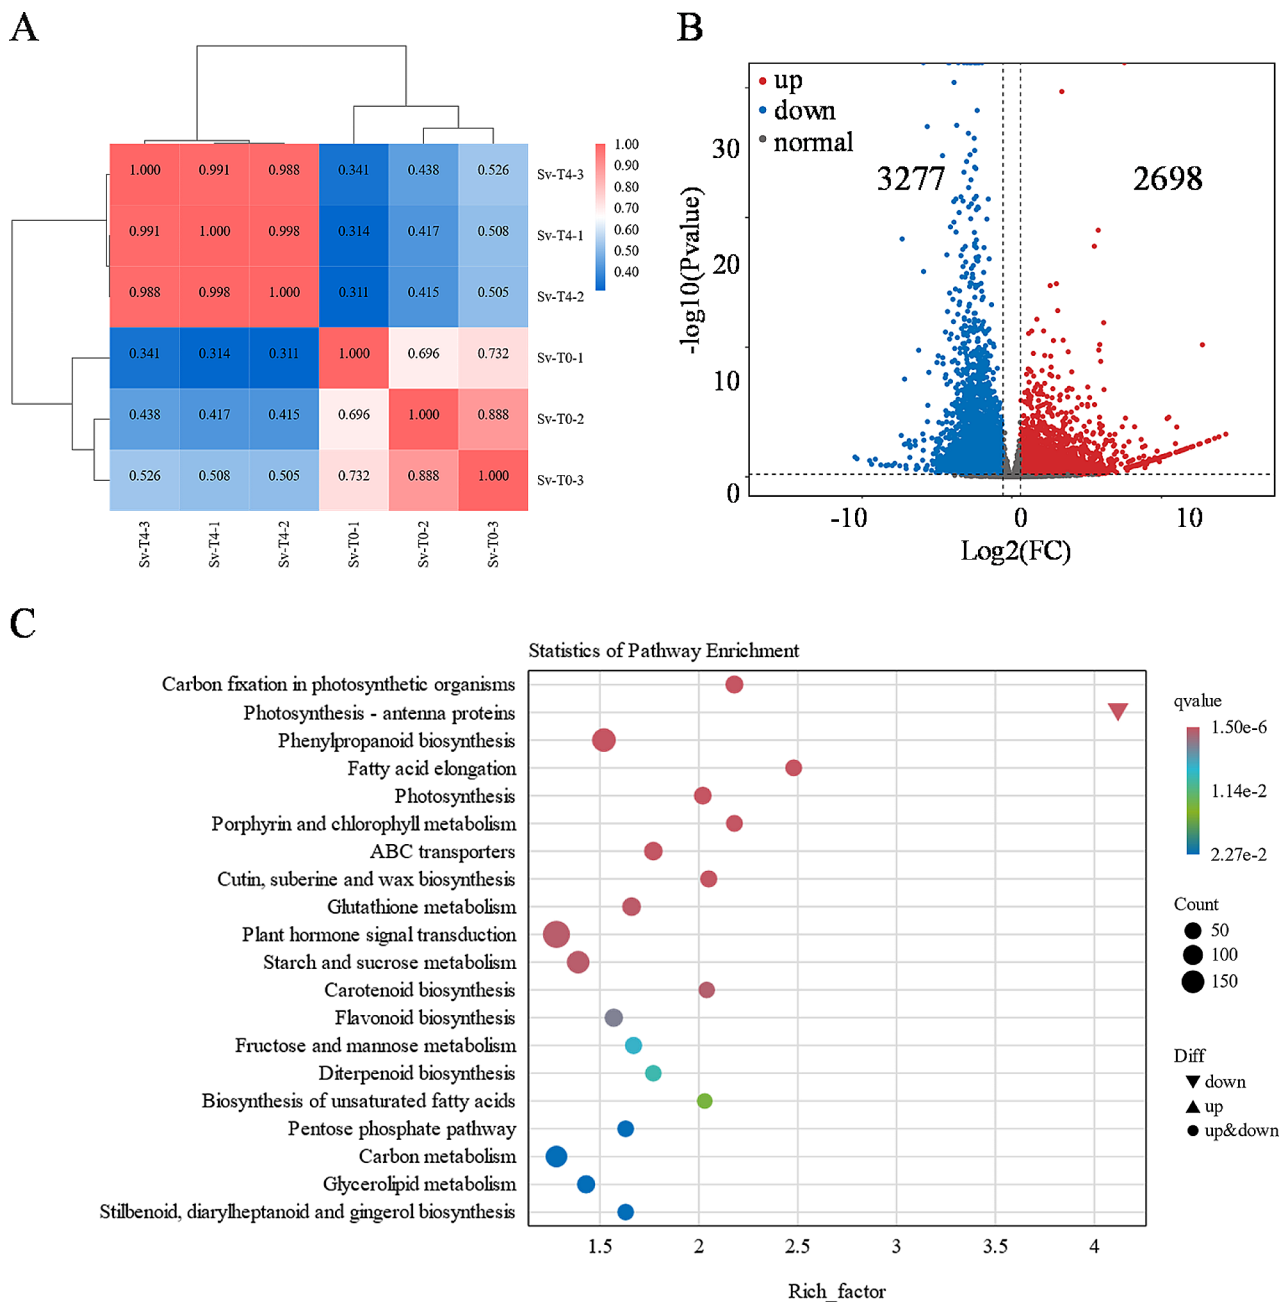 A
1.000 0.991 0.988 0.341 0.438 0.526 Sv-T4-3
0.991 1.000 0.998 0.314 0.417 0.508 Sv-T4-1
0.988 0.998 1.000 0.311 0.415 0.505 Sv-T4-2
0.341 0.314 0.311 1.000 0.696 0.732 Sv-T0-1
0.438 0.417 0.415 0.696 1.000 0.888 Sv-T0-2
0.526 0.508 0.505 0.732 0.888 1.000 Sv-T0-3
Sv-T4-3 Sv-T4-1 Sv-T4-2 Sv-T0-1 Sv-T0-2 Sv-T0-3
1.00
0.90
0.80
0.70
0.60
0.50
0.40
B
up
down
normal
3277 2698
-log10(Pvalue)
30
20
10
0
-10 0 10
Log2(FC)
C
Statistics of Pathway Enrichment
Carbon fixation in photosynthetic organisms
Photosynthesis - antenna proteins
Phenylpropanoid biosynthesis
Fatty acid elongation
Photosynthesis
Porphyrin and chlorophyll metabolism
ABC transporters
Cutin, suberine and wax biosynthesis
Glutathione metabolism
Plant hormone signal transduction
Starch and sucrose metabolism
Carotenoid biosynthesis
Flavonoid biosynthesis
Fructose and mannose metabolism
Diterpenoid biosynthesis
Biosynthesis of unsaturated fatty acids
Pentose phosphate pathway
Carbon metabolism
Glycerolipid metabolism
Stilbenoid, diarylheptanoid and gingerol biosynthesis
1.5 2 2.5 3 3.5 4
Rich_factor
qvalue
1.50e-6
1.14e-2
2.27e-2
Count
50
100
150
Diff
down
up
up&down